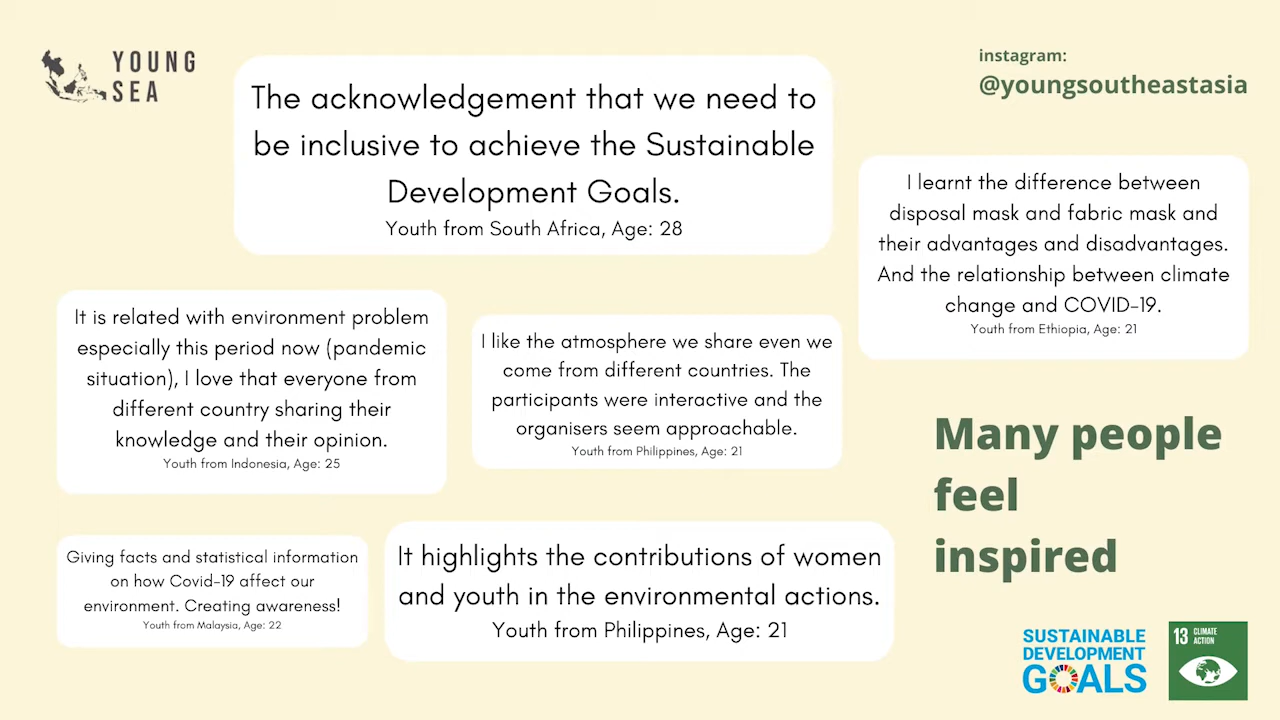 YOUNG
SEA
The acknowledgement that we need to
be inclusive to achieve the Sustainable
Development Goals.
Youth from South Africa, Age: 28
instagram:
@youngsoutheastasia
I learnt the difference between
disposal mask and fabric mask and
their advantages and disadvantages.
And the relationship between climate
change and COVID-19.
Youth from Ethiopia, Age: 21
It is related with environment problem
especially this period now (pandemic
situation), I love that everyone from
different country sharing their
knowledge and their opinion.
Youth from Indonesia, Age: 25
I like the atmosphere we share even we
come from different countries. The
participants were interactive and the
organisers seem approachable.
Youth from Philippines, Age: 21
Many people
feel
inspired
Giving facts and statistical information
on how Covid-19 affect our
environment. Creating awareness!
Youth from Malaysia, Age: 22
It highlights the contributions of women
and youth in the environmental actions.
Youth from Philippines, Age: 21
SUSTAINABLE
DEVELOPMENT
GOALS
13 CLIMATE
ACTION